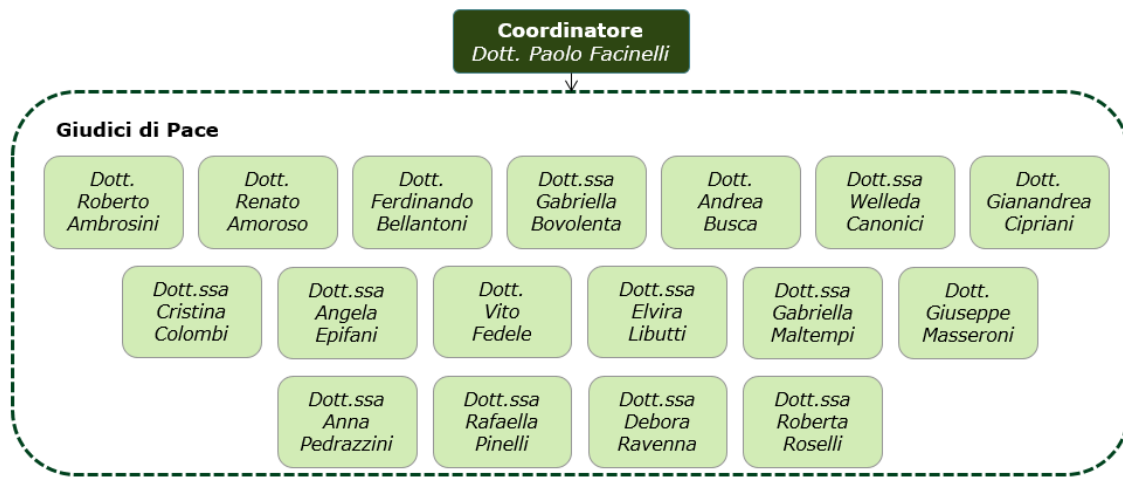 Coordinatore
Dott. Paolo Facinelli
Giudici di Pace
Dott.
Roberto
Ambrosini
Dott.
Renato
Amoroso
Dott.
Ferdinando
Bellantoni
Dott.ssa
Gabriella
Bovolenta
Dott.
Andrea
Busca
Dott.ssa
Welleda
Canonici
Dott.
Gianandrea
Cipriani
Dott.ssa
Cristina
Colombi
Dott.ssa
Angela
Epifani
Dott.
Vito
Fedele
Dott.ssa
Elvira
Libutti
Dott.ssa
Gabriella
Maltempi
Dott.
Giuseppe
Masseroni
Dott.ssa
Anna
Pedrazzini
Dott.ssa
Rafaella
Pinelli
Dott.ssa
Debora
Ravenna
Dott.ssa
Roberta
Roselli